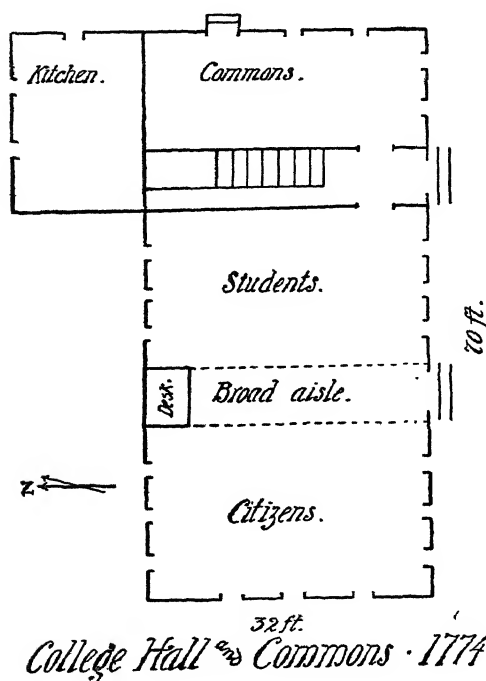 Kitchen.
Commons.
Students.
70 ft.
Desk.
Broad aisle.
N
Citizens.
32 ft.
College Hall and Commons · 1774